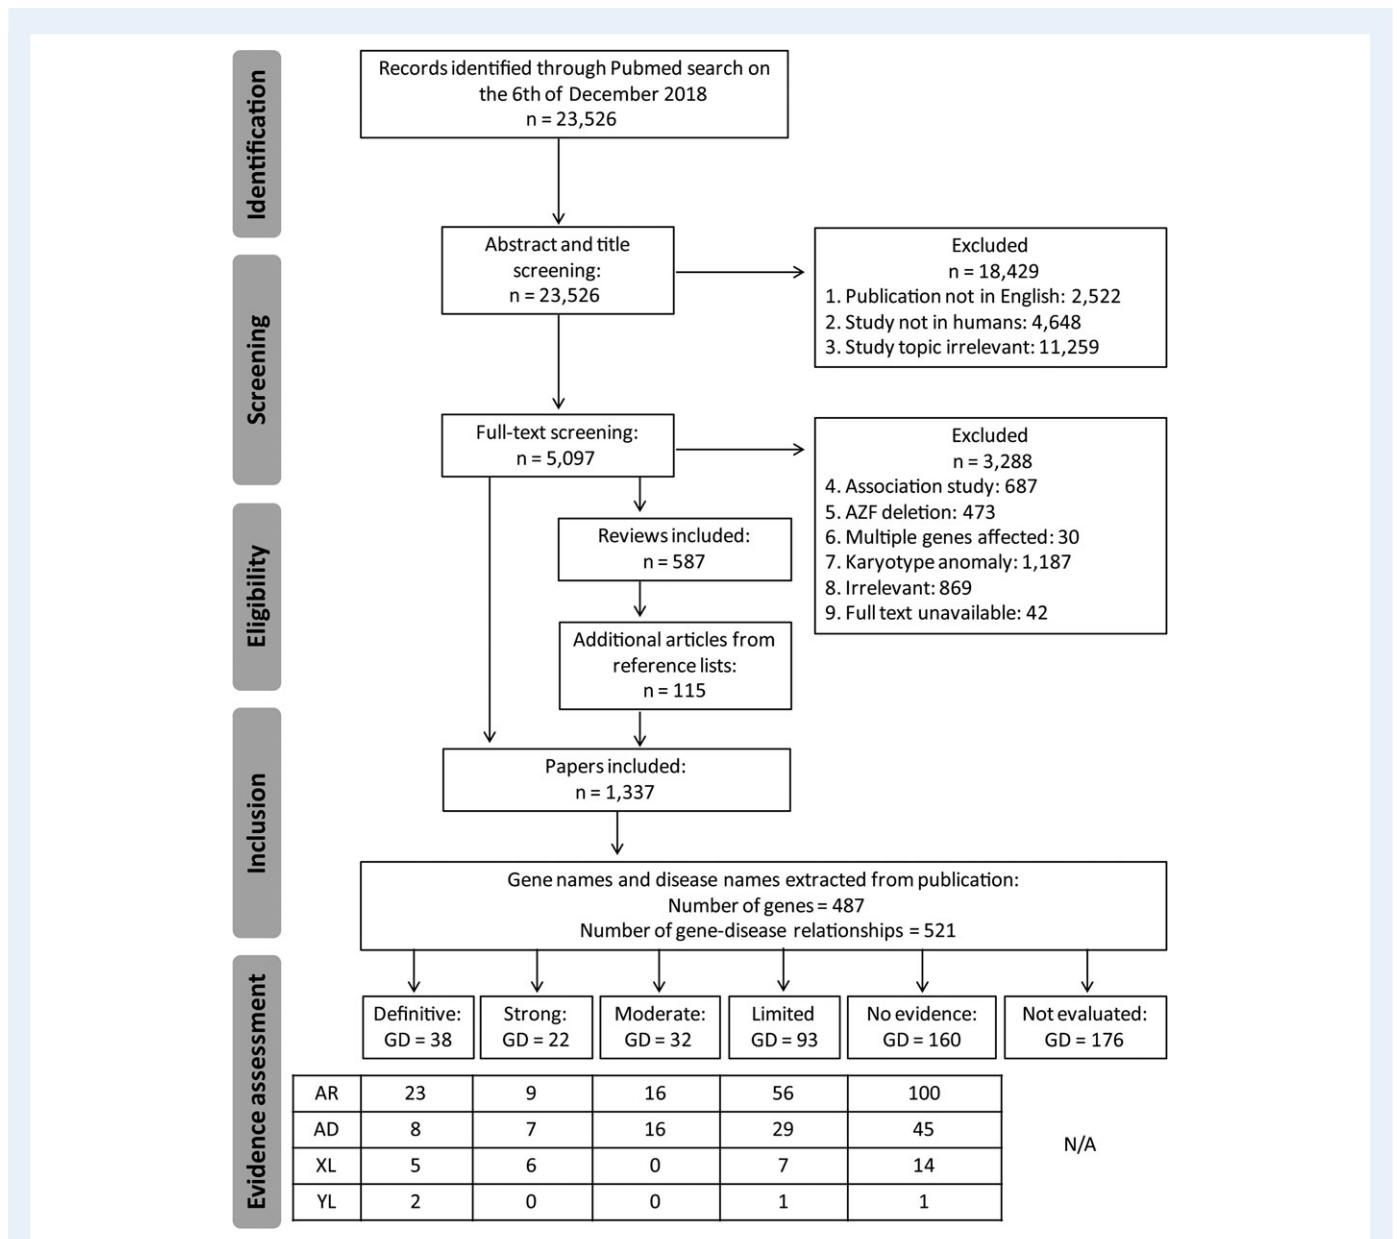 Identification
Records identified through Pubmed search on
the 6th of December 2018
n = 23,526
Screening
Abstract and title
screening:
n = 23,526
Excluded
n = 18,429
1. Publication not in English: 2,522
2. Study not in humans: 4,648
3. Study topic irrelevant: 11,259
Full-text screening:
n = 5,097
Excluded
n = 3,288
4. Association study: 687
5. AZF deletion: 473
6. Multiple genes affected: 30
7. Karyotype anomaly: 1,187
8. Irrelevant: 869
9. Full text unavailable: 42
Eligibility
Reviews included:
n = 587
Additional articles from
reference lists:
n = 115
Inclusion
Papers included:
n = 1,337
Gene names and disease names extracted from publication:
Number of genes = 487
Number of gene-disease relationships = 521
Evidence assessment
Definitive:
GD = 38
Strong:
GD = 22
Moderate:
GD = 32
Limited
GD = 93
No evidence:
GD = 160
Not evaluated:
GD = 176
AR 23 9 16 56 100
AD 8 7 16 29 45
XL 5 6 0 7 14
YL 2 0 0 1 1
N/A